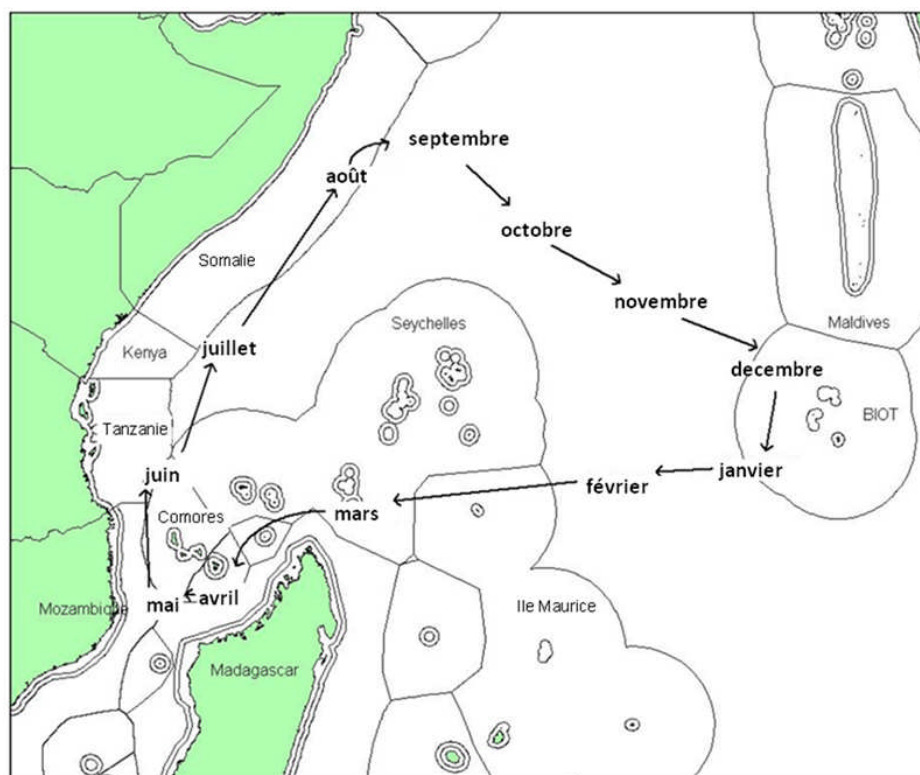 septembre
août
octobre
Somalie
novembre
Seychelles
Maldives
Kenya
juillet
decembre
BIOT
Tanzanie
juin
janvier
février
mars
Comores
avril
mai
Mozambique
Ile Maurice
Madagascar